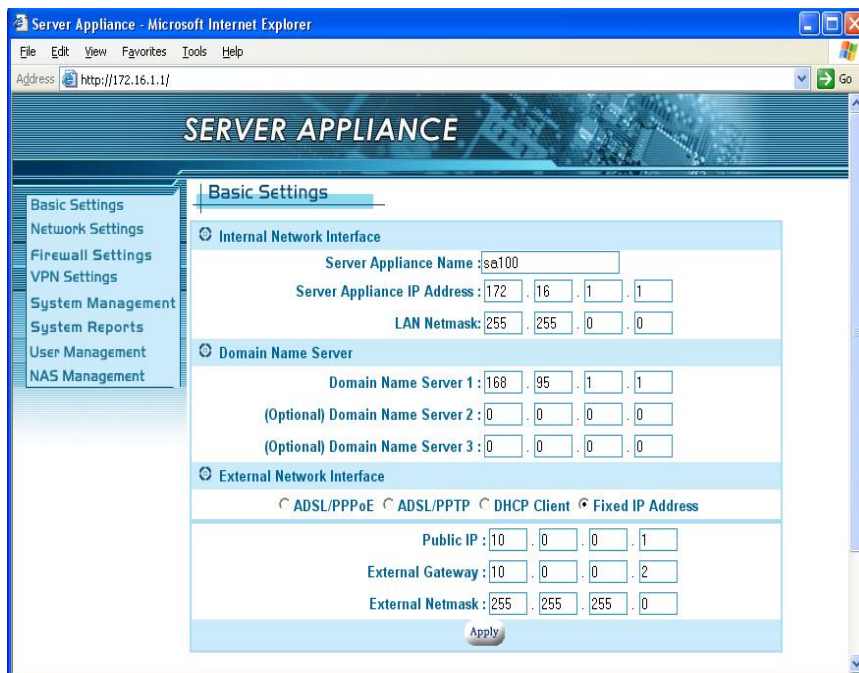 Server Appliance - Microsoft Internet Explorer
File Edit View Favorites Tools Help
Address http://172.16.1.1/ Go
SERVER APPLIANCE
Basic Settings
Network Settings
Firewall Settings
VPN Settings
System Management
System Reports
User Management
NAS Management
Basic Settings
Internal Network Interface
Server Appliance Name : sa100
Server Appliance IP Address : 172 . 16 . 1 . 1
LAN Netmask: 255 . 255 . 0 . 0
Domain Name Server
Domain Name Server 1 : 168 . 95 . 1 . 1
(Optional) Domain Name Server 2 : 0 . 0 . 0 . 0
(Optional) Domain Name Server 3 : 0 . 0 . 0 . 0
External Network Interface
ADSL/PPPoE ADSL/PPTP DHCP Client Fixed IP Address
Public IP : 10 . 0 . 0 . 1
External Gateway : 10 . 0 . 0 . 2
External Netmask : 255 . 255 . 255 . 0
Apply